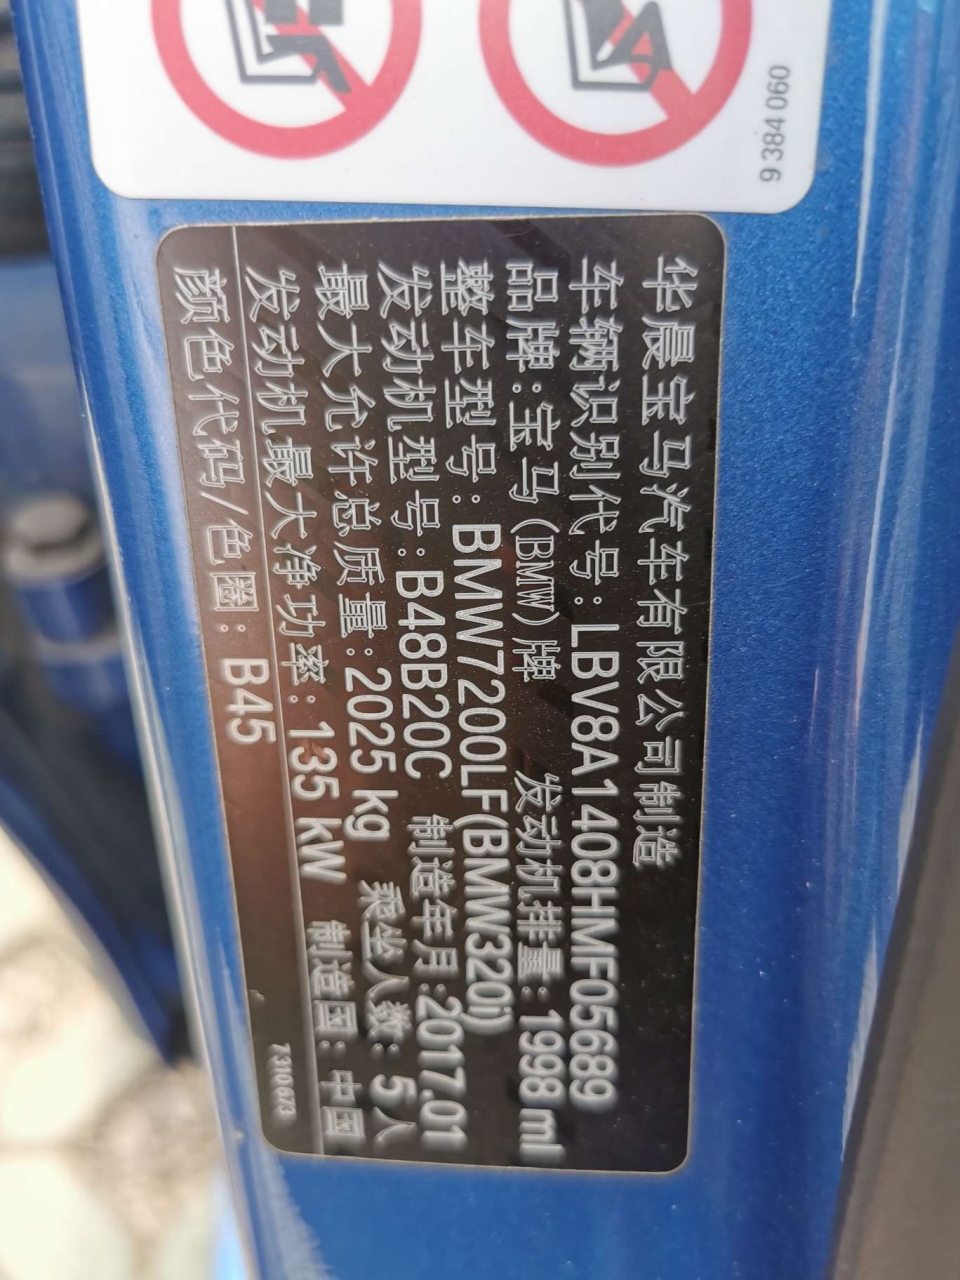 9 384 060
华晨宝马汽车有限公司制造
车辆识别代号:LBV8A1408HMF05689
品牌:宝马(BMW)牌 发动机排量:1998 ml
整车型号:BMW7200LF(BMW320i)
发动机型号:B48B20C 制造年月:2017.01
最大允许总质量:2025 kg 乘坐人数:5人
发动机最大净功率:135 kW 制造国:中国
颜色代码/色圈:B45
7310673